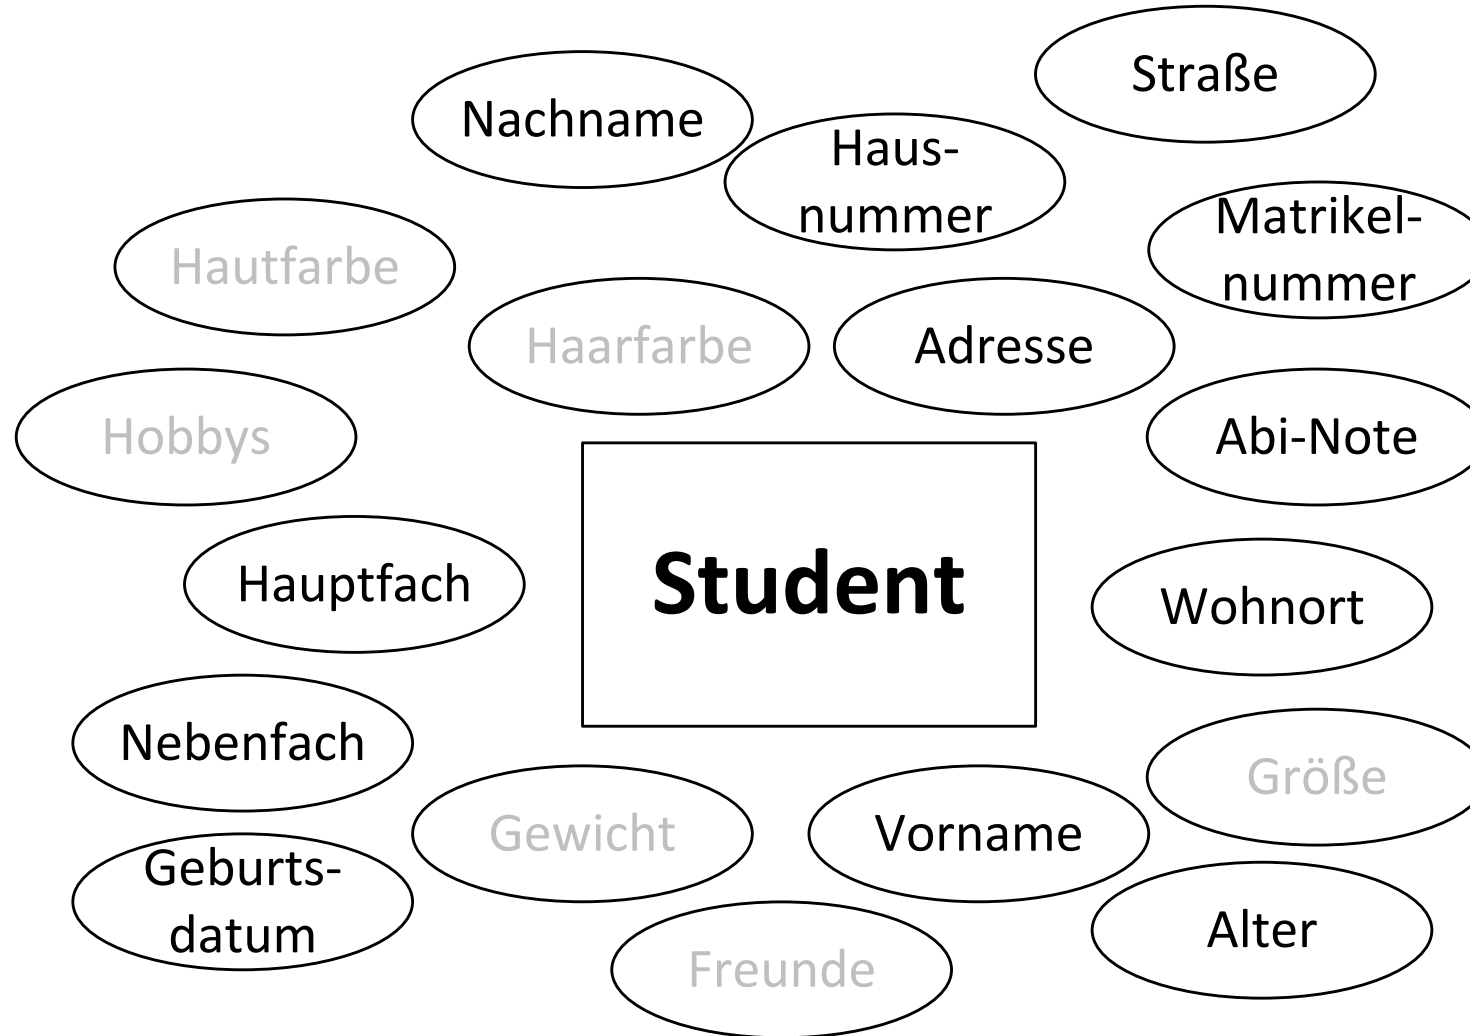 Straße
Nachname
Haus-
nummer
Matrikel-
nummer
Hautfarbe
Haarfarbe
Adresse
Hobbys
Abi-Note
Hauptfach
Student
Wohnort
Nebenfach
Größe
Gewicht
Vorname
Geburts-
datum
Alter
Freunde